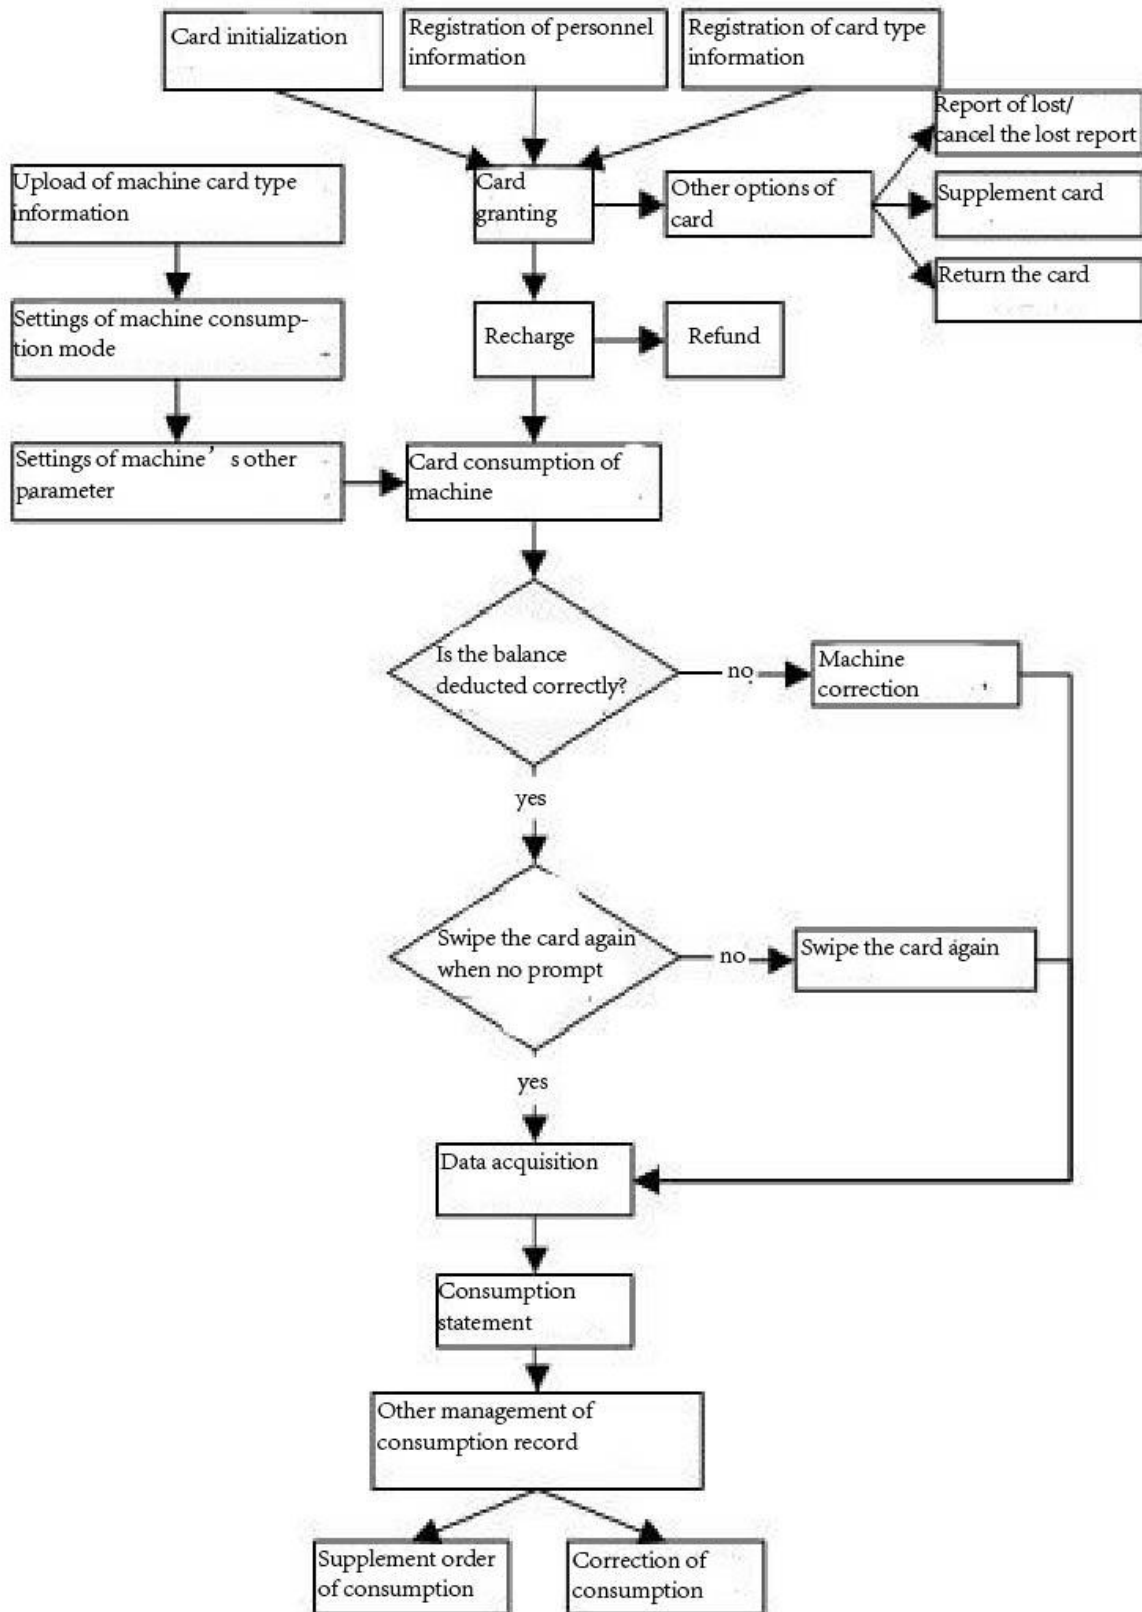 Card initialization
Registration of personnel
information
Registration of card type
information
Report of lost/
cancel the lost report
Upload of machine card type
information
Card
granting
Other options of
card
Supplement card
Return the card
Settings of machine consump-
tion mode
Recharge
Refund
Settings of machine’s other
parameter
Card consumption of
machine
Is the balance
deducted correctly?
no
Machine
correction
yes
Swipe the card again
when no prompt
no
Swipe the card again
yes
Data acquisition
Consumption
statement
Other management of
consumption record
Supplement order
of consumption
Correction of
consumption